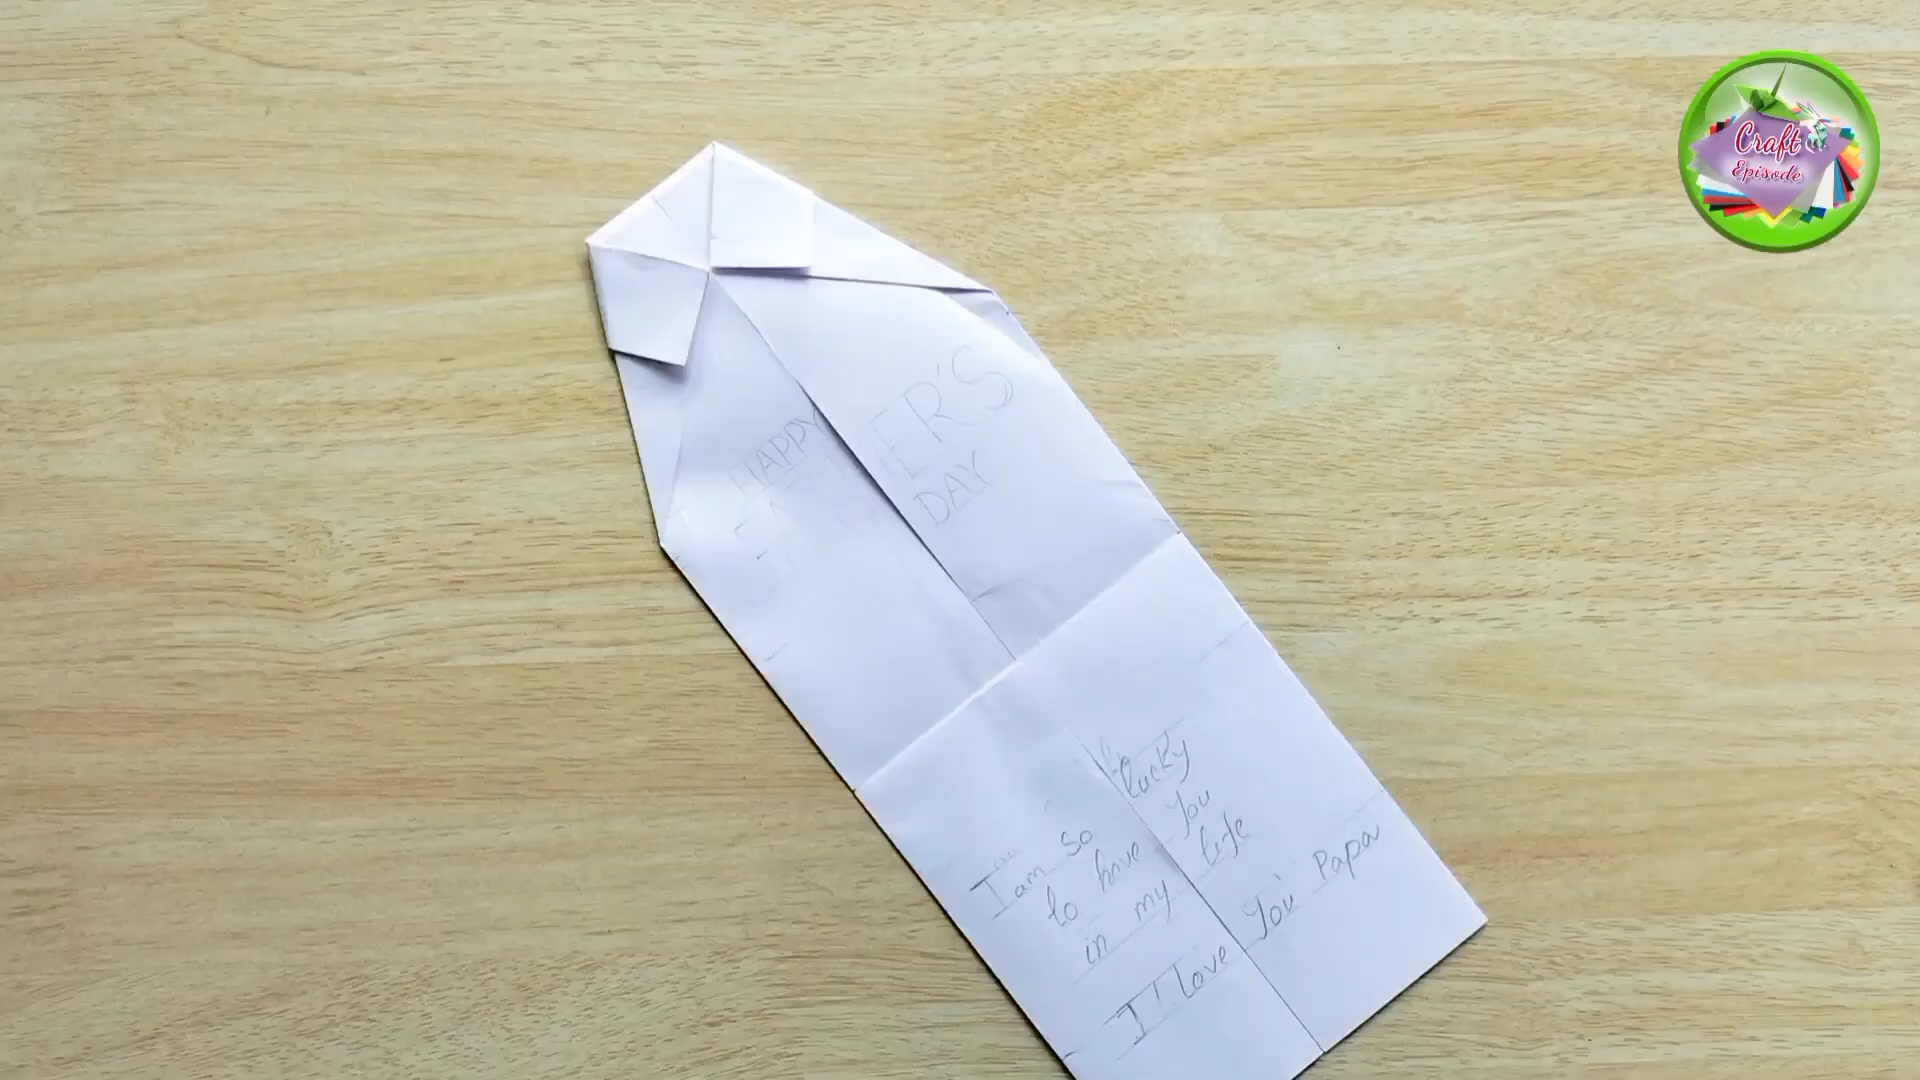 HAPPY
ER'S
DAY
I am so lucky
to have you
in my life
I love You Papa
Craft
Episode